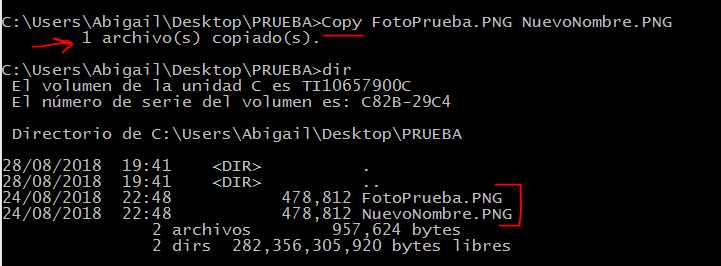 C:\Users\Abigail\Desktop\PRUEBA>Copy FotoPrueba.PNG NuevoNombre.PNG
1 archivo(s) copiado(s).
C:\Users\Abigail\Desktop\PRUEBA>dir
El volumen de la unidad C es TI10657900C
El número de serie del volumen es: C82B-29C4
Directorio de C:\Users\Abigail\Desktop\PRUEBA
28/08/2018 19:41 <DIR> .
28/08/2018 19:41 <DIR> ..
24/08/2018 22:48 478,812 FotoPrueba.PNG
24/08/2018 22:48 478,812 NuevoNombre.PNG
2 archivos 957,624 bytes
2 dirs 282,356,305,920 bytes libres